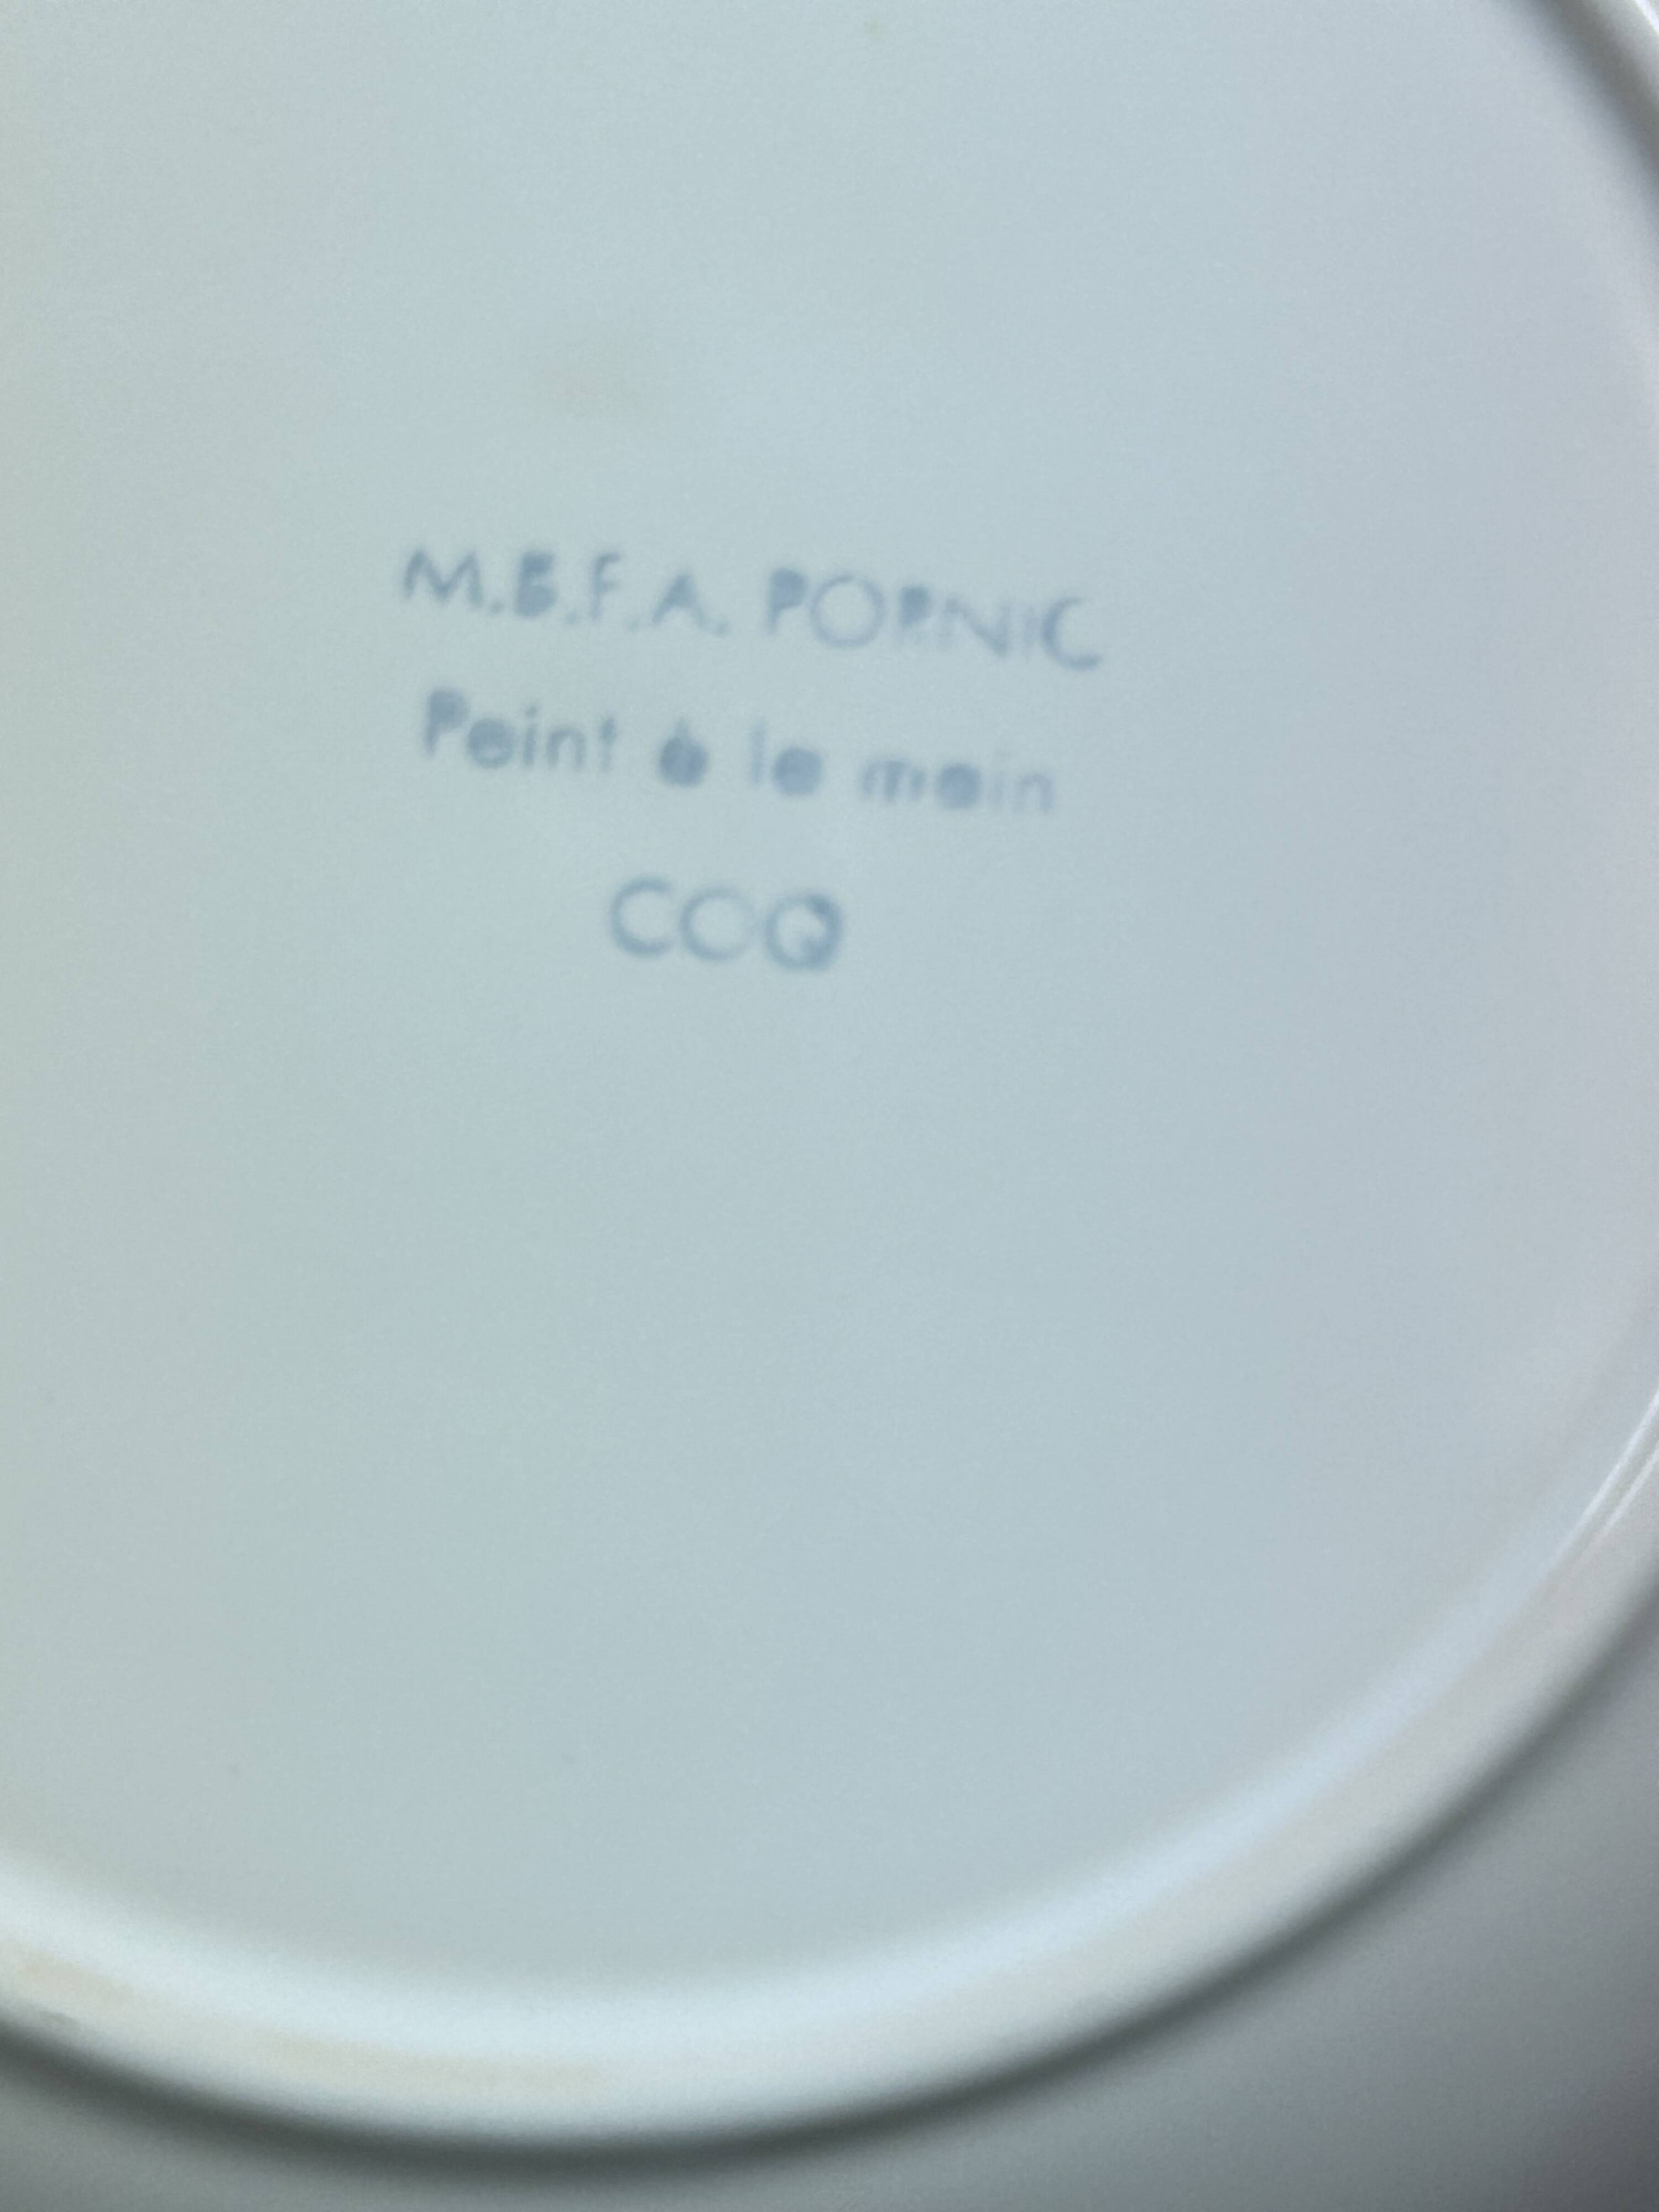 M.B.F.A. PORNIC
Peint à la main
COQ